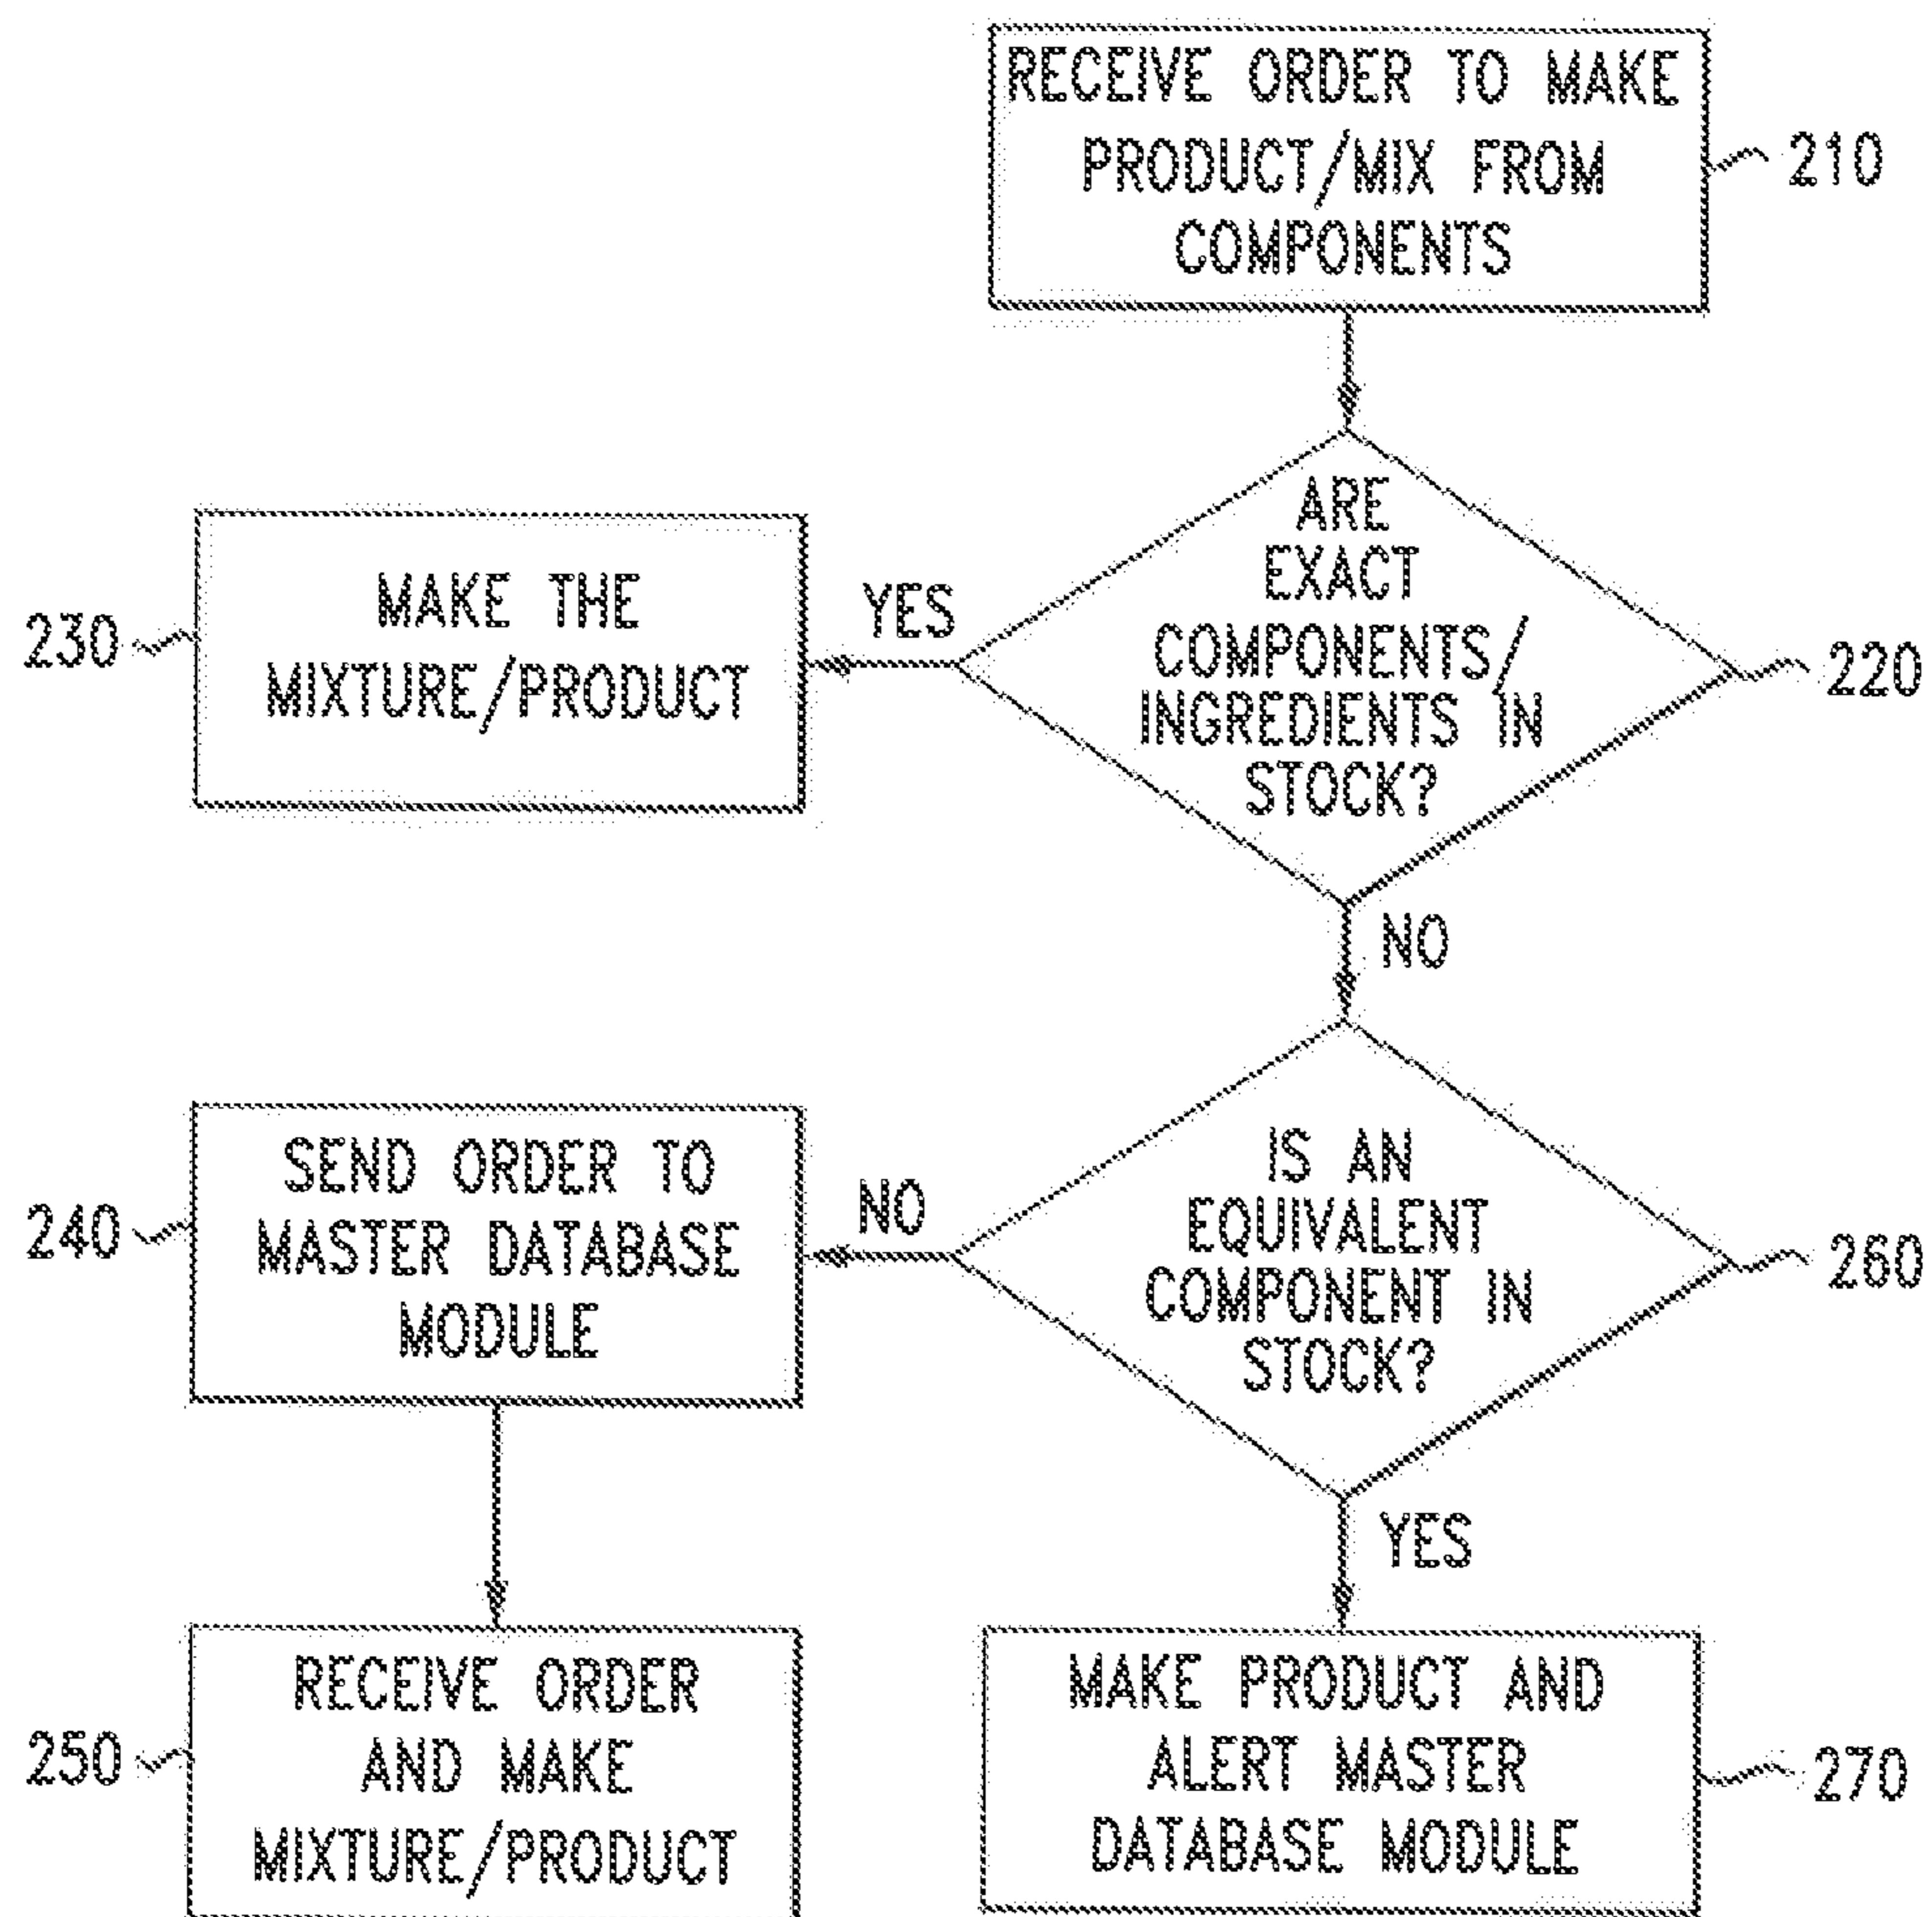 RECEIVE ORDER TO MAKE
PRODUCT/MIX FROM
COMPONENTS
210
ARE
EXACT
COMPONENTS/
INGREDIENTS IN
STOCK?
220
YES
MAKE THE
MIXTURE/PRODUCT
230
NO
IS AN
EQUIVALENT
COMPONENT IN
STOCK?
260
NO
SEND ORDER TO
MASTER DATABASE
MODULE
240
YES
RECEIVE ORDER
AND MAKE
MIXTURE/PRODUCT
250
MAKE PRODUCT AND
ALERT MASTER
DATABASE MODULE
270